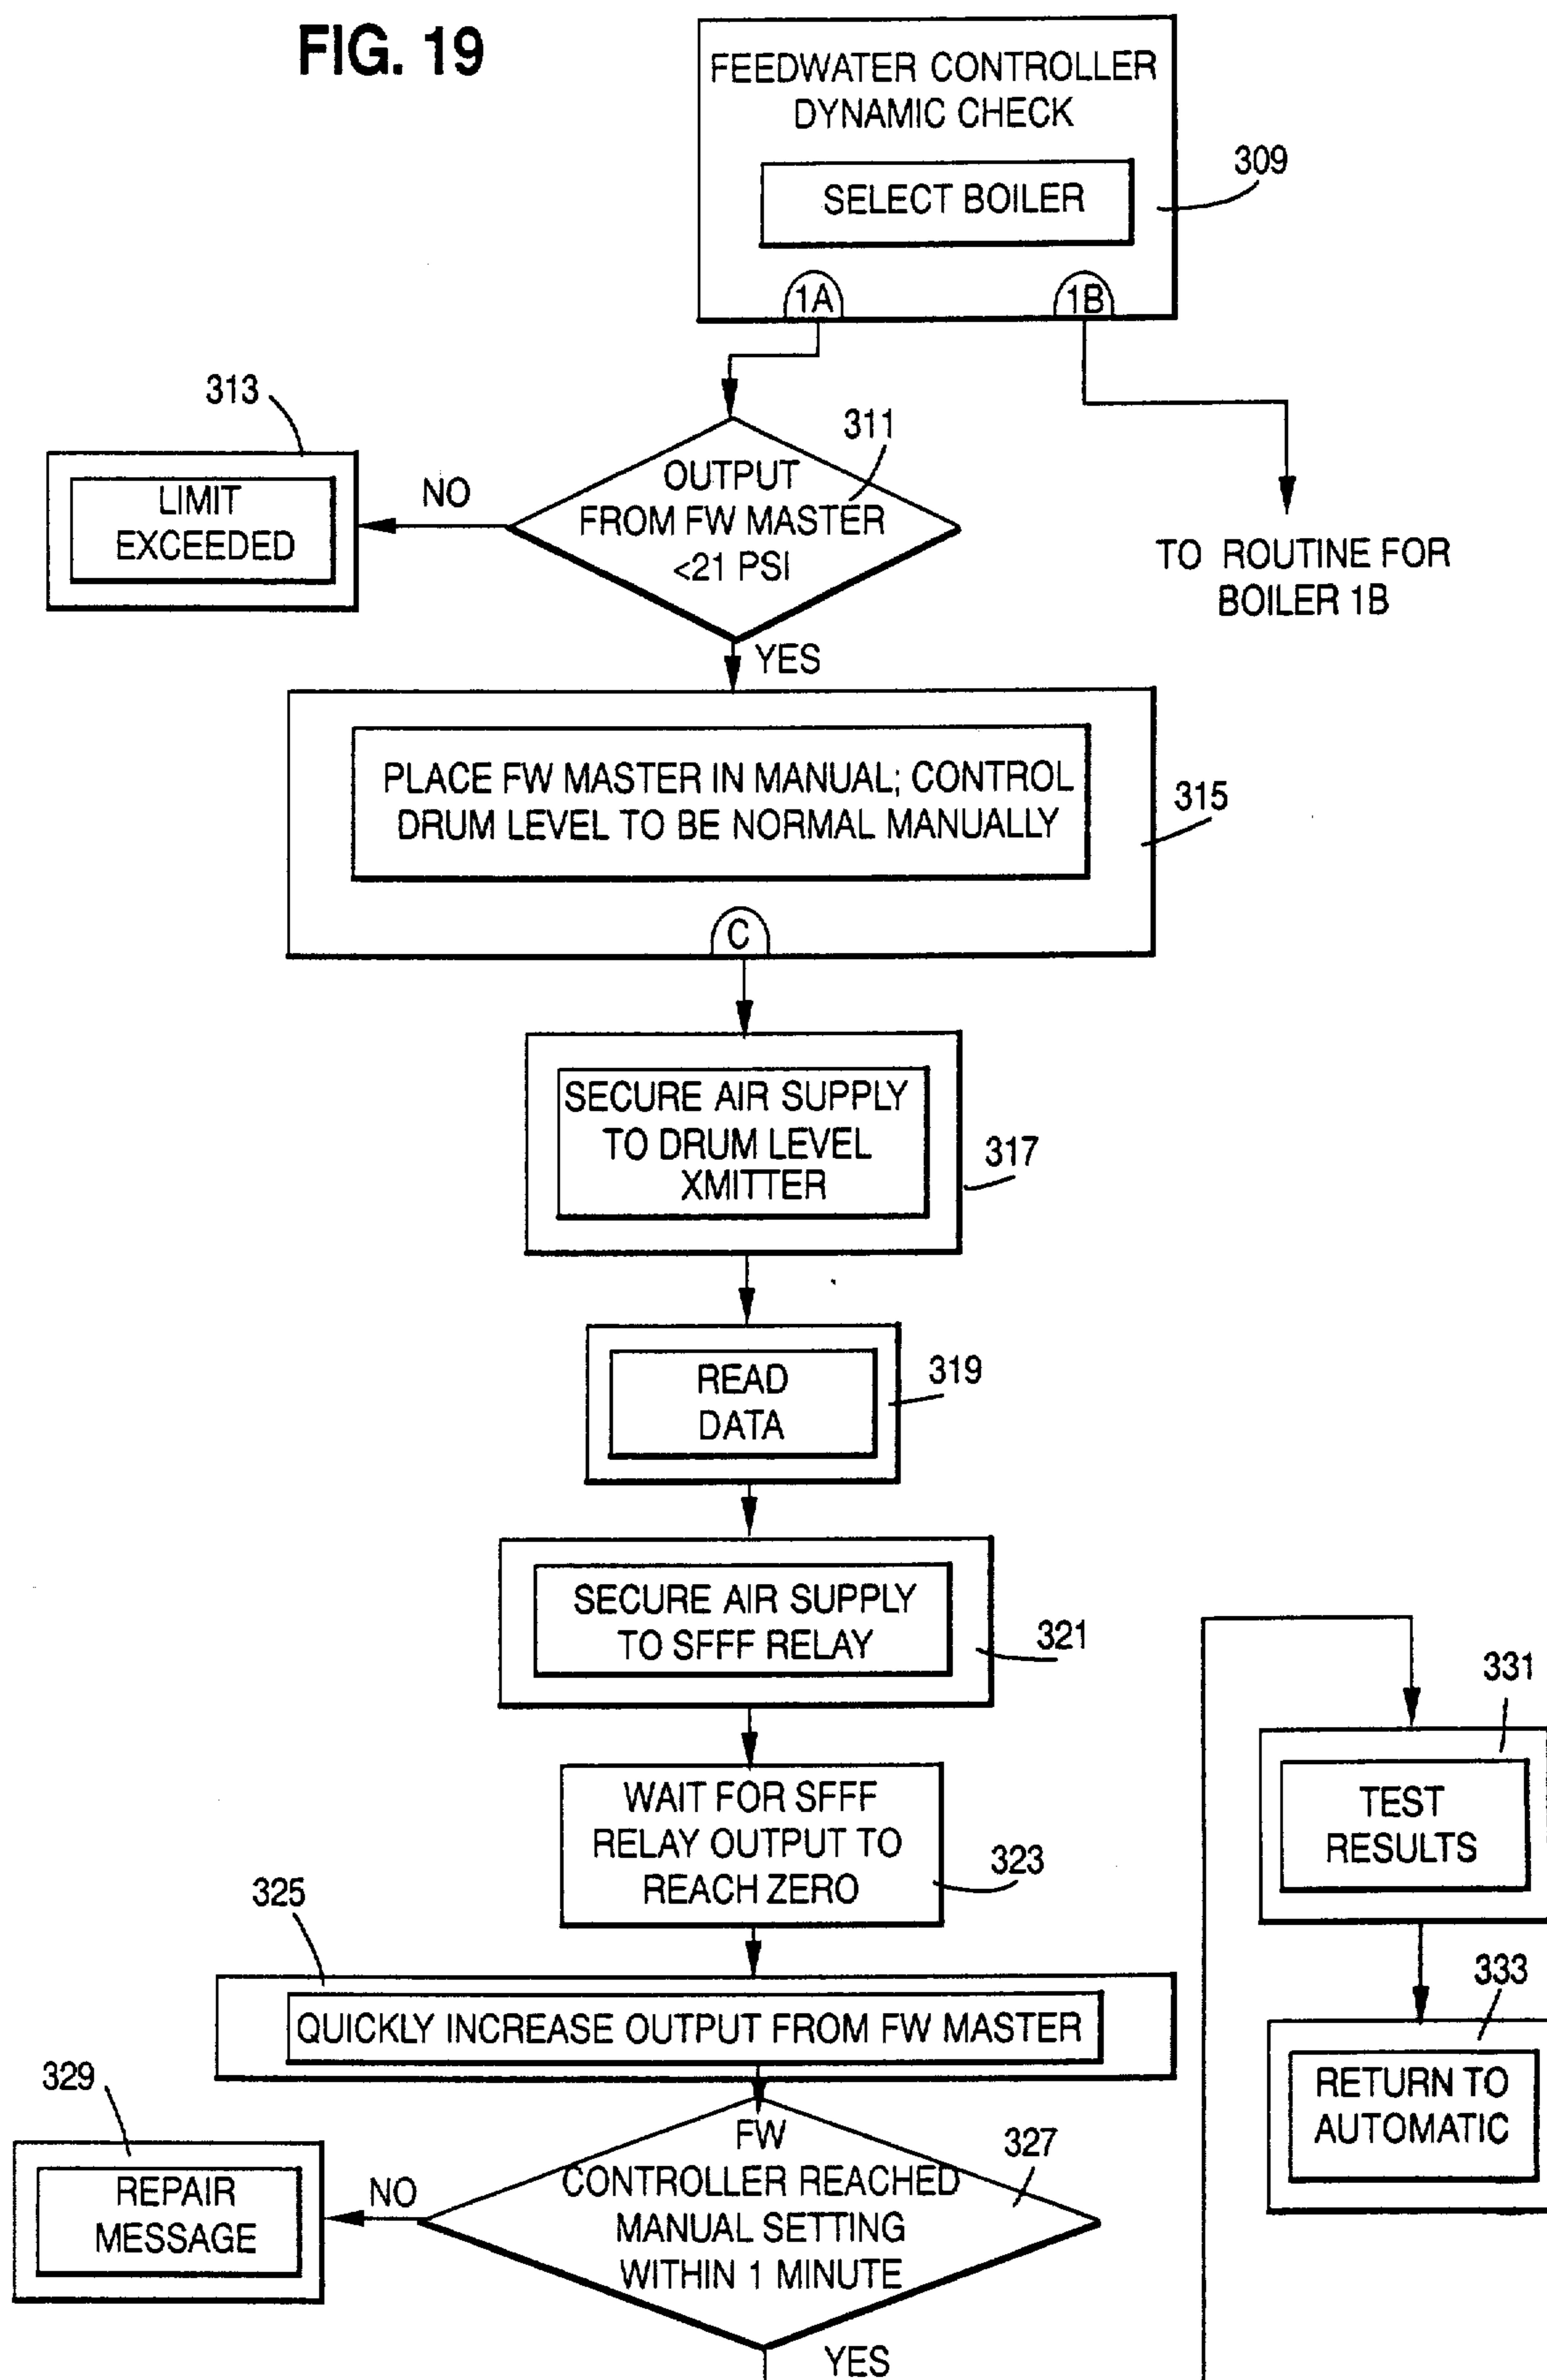 FIG. 19
FEEDWATER CONTROLLER
DYNAMIC CHECK
SELECT BOILER
309
1A
1B
313
311
LIMIT
EXCEEDED
NO
OUTPUT
FROM FW MASTER
<21 PSI
TO ROUTINE FOR
BOILER 1B
YES
PLACE FW MASTER IN MANUAL; CONTROL
DRUM LEVEL TO BE NORMAL MANUALLY
315
C
SECURE AIR SUPPLY
TO DRUM LEVEL
XMITTER
317
READ
DATA
319
SECURE AIR SUPPLY
TO SFFF RELAY
321
WAIT FOR SFFF
RELAY OUTPUT TO
REACH ZERO
323
325
QUICKLY INCREASE OUTPUT FROM FW MASTER
329
REPAIR
MESSAGE
NO
FW
CONTROLLER REACHED
MANUAL SETTING
WITHIN 1 MINUTE
327
YES
331
TEST
RESULTS
333
RETURN TO
AUTOMATIC